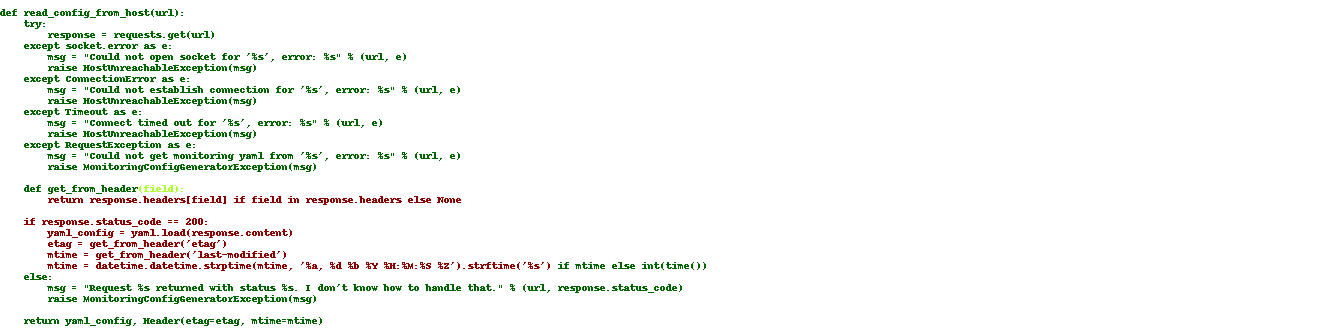 def read_config_from_host(url):
    try:
        response = requests.get(url)
    except socket.error as e:
        msg = "Could not open socket for '%s', error: %s" % (url, e)
        raise HostUnreachableException(msg)
    except ConnectionError as e:
        msg = "Could not establish connection for '%s', error: %s" % (url, e)
        raise HostUnreachableException(msg)
    except Timeout as e:
        msg = "Connect timed out for '%s', error: %s" % (url, e)
        raise HostUnreachableException(msg)
    except RequestException as e:
        msg = "Could not get monitoring yaml from '%s', error: %s" % (url, e)
        raise MonitoringConfigGeneratorException(msg)

    def get_from_header(field):
        return response.headers[field] if field in response.headers else None

    if response.status_code == 200:
        yaml_config = yaml.load(response.content)
        etag = get_from_header('etag')
        mtime = get_from_header('last-modified')
        mtime = datetime.datetime.strptime(mtime, '%a, %d %b %Y %H:%M:%S %Z').strftime('%s') if mtime else int(time())
    else:
        msg = "Request %s returned with status %s. I don't know how to handle that." % (url, response.status_code)
        raise MonitoringConfigGeneratorException(msg)

    return yaml_config, Header(etag=etag, mtime=mtime)